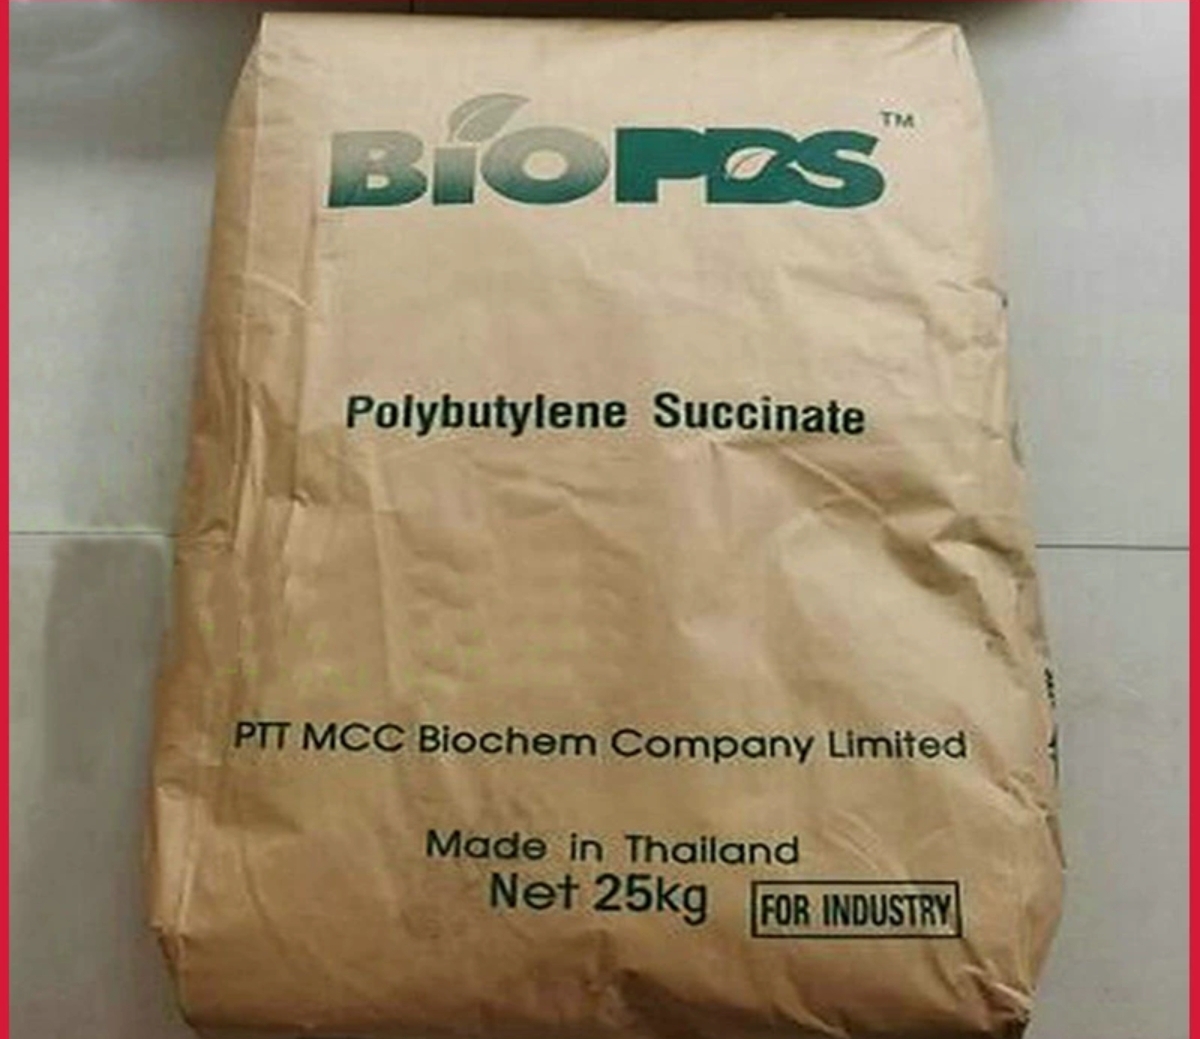 BioPBS™
Polybutylene Succinate
PTT MCC Biochem Company Limited
Made in Thailand
Net 25kg
FOR INDUSTRY